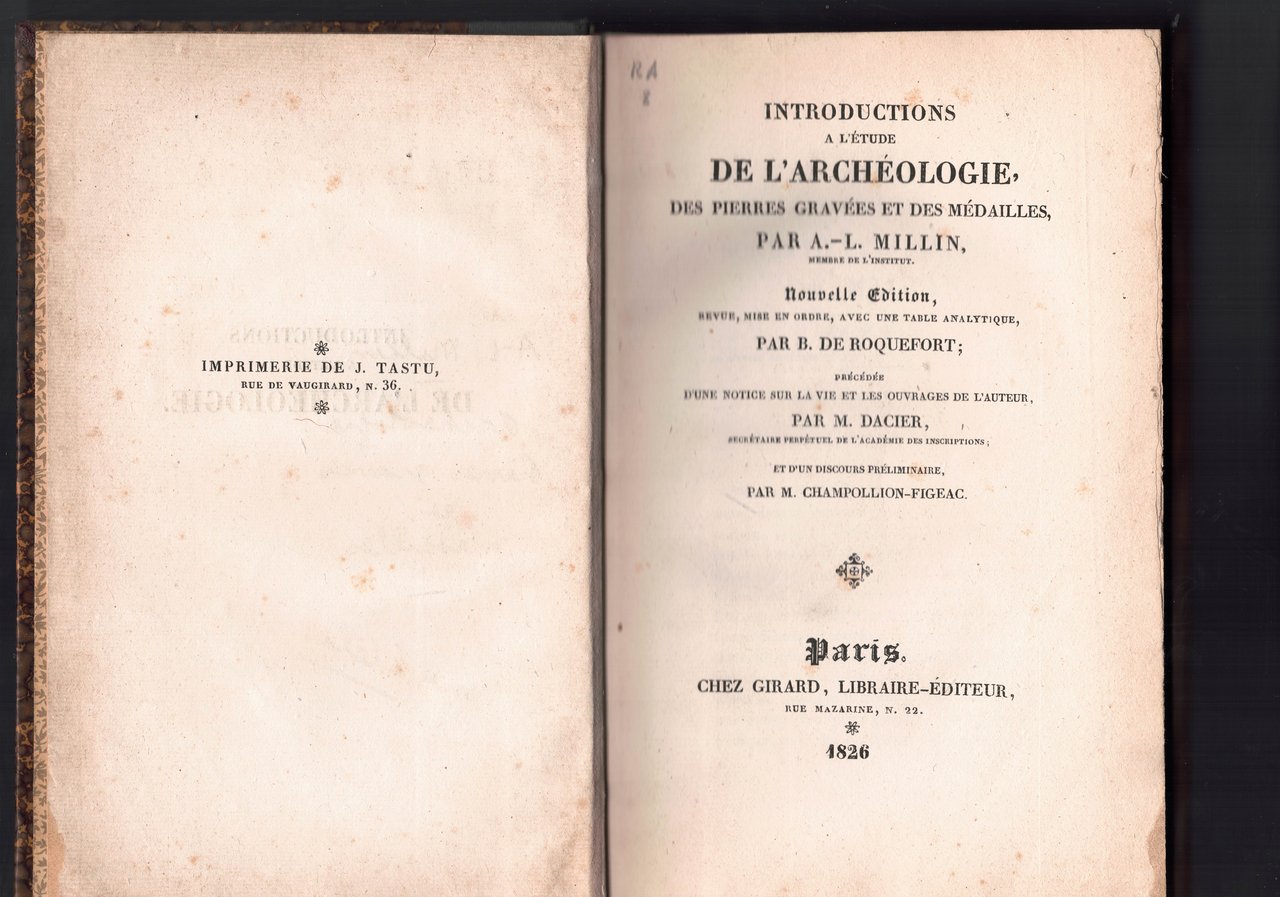 IMPRIMERIE DE J. TASTU,
RUE DE VAUGIRARD, N. 36.
RA
8
INTRODUCTIONS
A L'ÉTUDE
DE L'ARCHÉOLOGIE,
DES PIERRES GRAVÉES ET DES MÉDAILLES,
PAR A.-L. MILLIN,
MEMBRE DE L'INSTITUT.
Nouvelle Edition,
REVUE, MISE EN ORDRE, AVEC UNE TABLE ANALYTIQUE,
PAR B. DE ROQUEFORT;
PRÉCÉDÉE
D'UNE NOTICE SUR LA VIE ET LES OUVRAGES DE L'AUTEUR,
PAR M. DACIER,
SECRÉTAIRE PERPÉTUEL DE L'ACADÉMIE DES INSCRIPTIONS;
ET D'UN DISCOURS PRÉLIMINAIRE,
PAR M. CHAMPOLLION-FIGEAC.
Paris.
CHEZ GIRARD, LIBRAIRE-ÉDITEUR,
RUE MAZARINE, N. 22.
1826